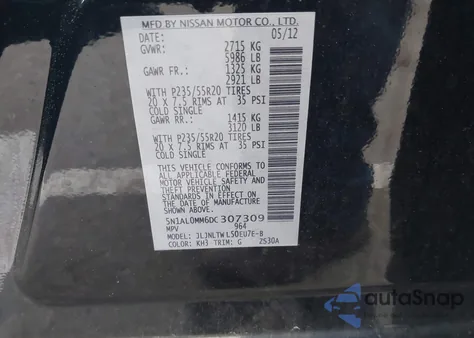 MFD BY NISSAN MOTOR CO., LTD.
DATE: 05/12
GVWR: 2715 KG
5986 LB
GAWR FR.: 1325 KG
2921 LB
WITH P235/55R20 TIRES
20 X 7.5 RIMS AT 35 PSI
COLD SINGLE
GAWR RR.: 1415 KG
3120 LB
WITH P235/55R20 TIRES
20 X 7.5 RIMS AT 35 PSI
COLD SINGLE
THIS VEHICLE CONFORMS TO
ALL APPLICABLE FEDERAL
MOTOR VEHICLE SAFETY AND
THEFT PREVENTION
STANDARDS IN EFFECT ON
THE DATE OF MANUFACTURE
SHOWN ABOVE.
5N1AL0MM6DC307309
MPV 964
MODEL: JLJNLTWL50EU7E-B
COLOR: KH3 TRIM: G ZS30A
autoSnap